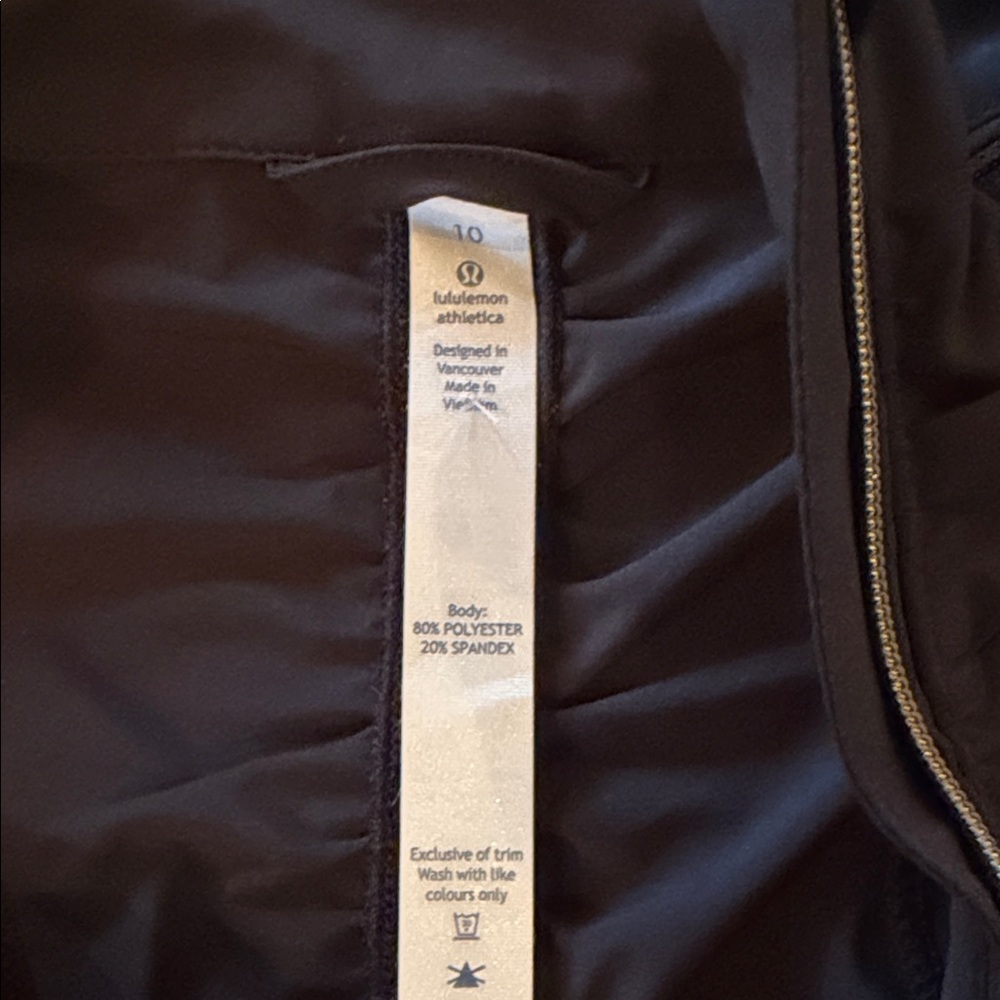 10
lululemon
athletica
Designed in
Vancouver
Made in
Body:
80% POLYESTER
20% SPANDEX
Exclusive of trim
Wash with like
colours only
30